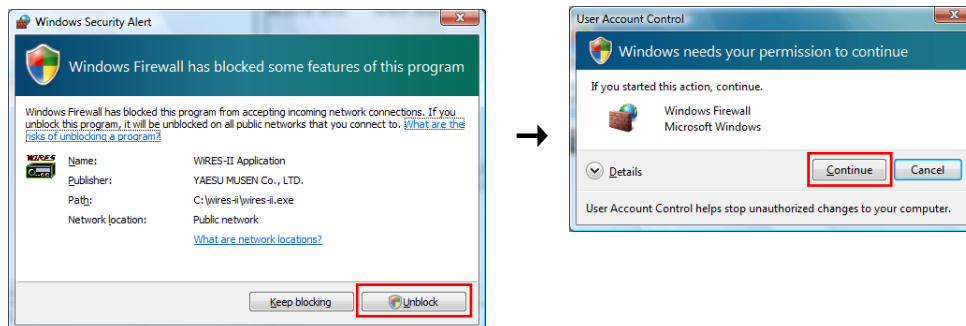 Windows Security Alert
Windows Firewall has blocked some features of this program
Windows Firewall has blocked this program from accepting incoming network connections. If you
unblock this program, it will be unblocked on all public networks that you connect to. What are the
risks of unblocking a program?
WIRES
Name: WiRES-II Application
Publisher: YAESU MUSEN Co., LTD.
Path: C:\wires-ii\wires-ii.exe
Network location: Public network
What are network locations?
Keep blocking
Unblock
→
User Account Control
Windows needs your permission to continue
If you started this action, continue.
Windows Firewall
Microsoft Windows
Details
Continue
Cancel
User Account Control helps stop unauthorized changes to your computer.